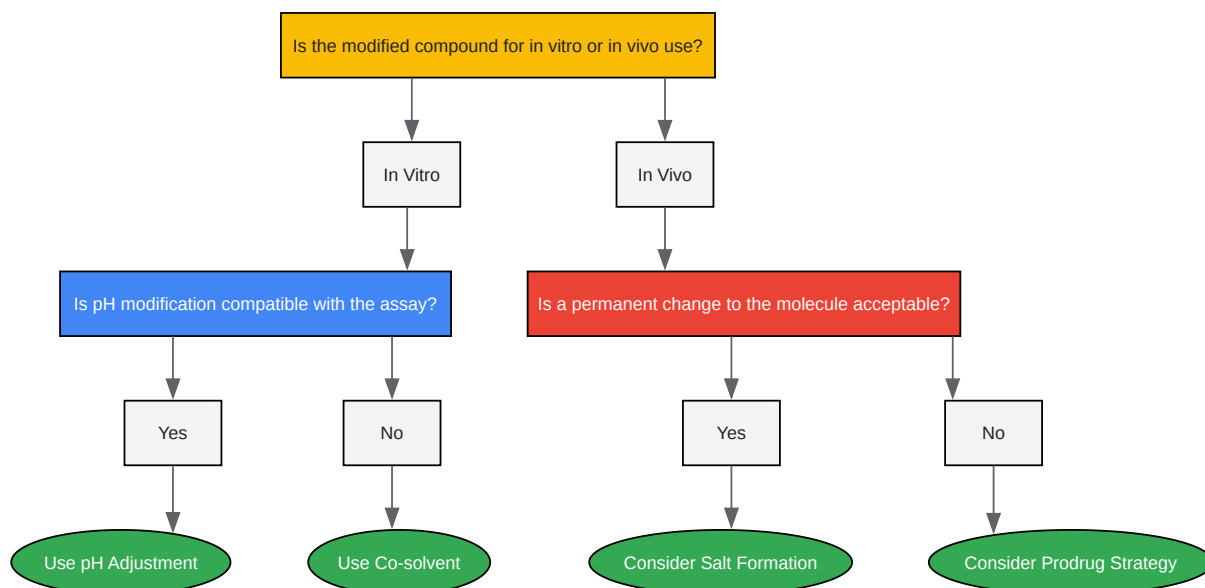 Is the modified compound for in vitro or in vivo use?
In Vitro
In Vivo
Is pH modification compatible with the assay?
Is a permanent change to the molecule acceptable?
Yes
No
Yes
No
Use pH Adjustment
Use Co-solvent
Consider Salt Formation
Consider Prodrug Strategy